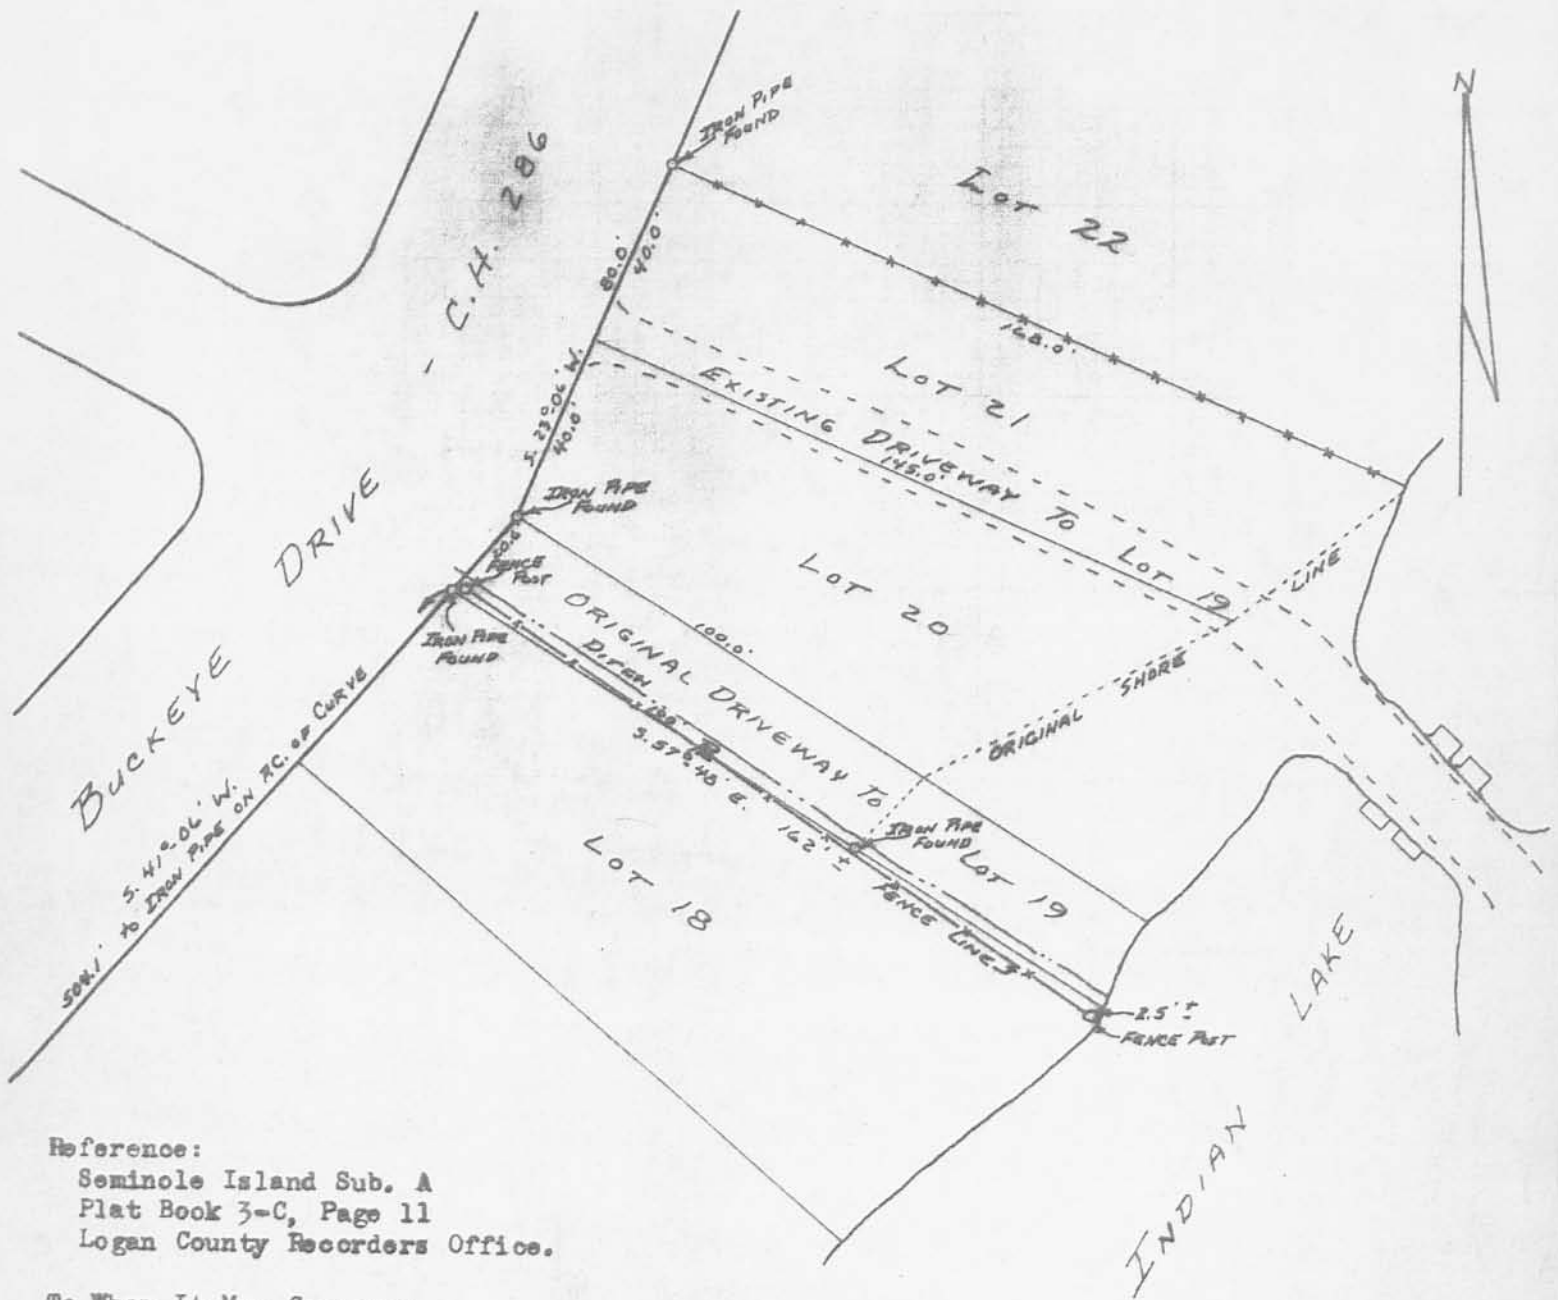 N
IRON PIPE
FOUND
LOT 22
C.H. 286
80.0'
40.0'
168.0'
LOT 21
S. 23°-06' W.
40.0'
EXISTING DRIVEWAY TO LOT 19
145.0'
IRON PIPE
FOUND
LOT 20
LINE
SHORE
ORIGINAL
DRIVE
BUCKEYE
FENCE
POST
IRON PIPE
FOUND
100.0'
ORIGINAL DRIVEWAY TO
LOT 19
DITCH
100'
S. 57°-48' E. 162' ±
IRON PIPE
FOUND
FENCE LINE
LOT 18
S. 41°-06' W.
504.1' to IRON PIPE ON P.C. OF CURVE
2.5' ±
FENCE POST
INDIAN LAKE
Reference:
Seminole Island Sub. A
Plat Book 3-C, Page 11
Logan County Recorders Office.